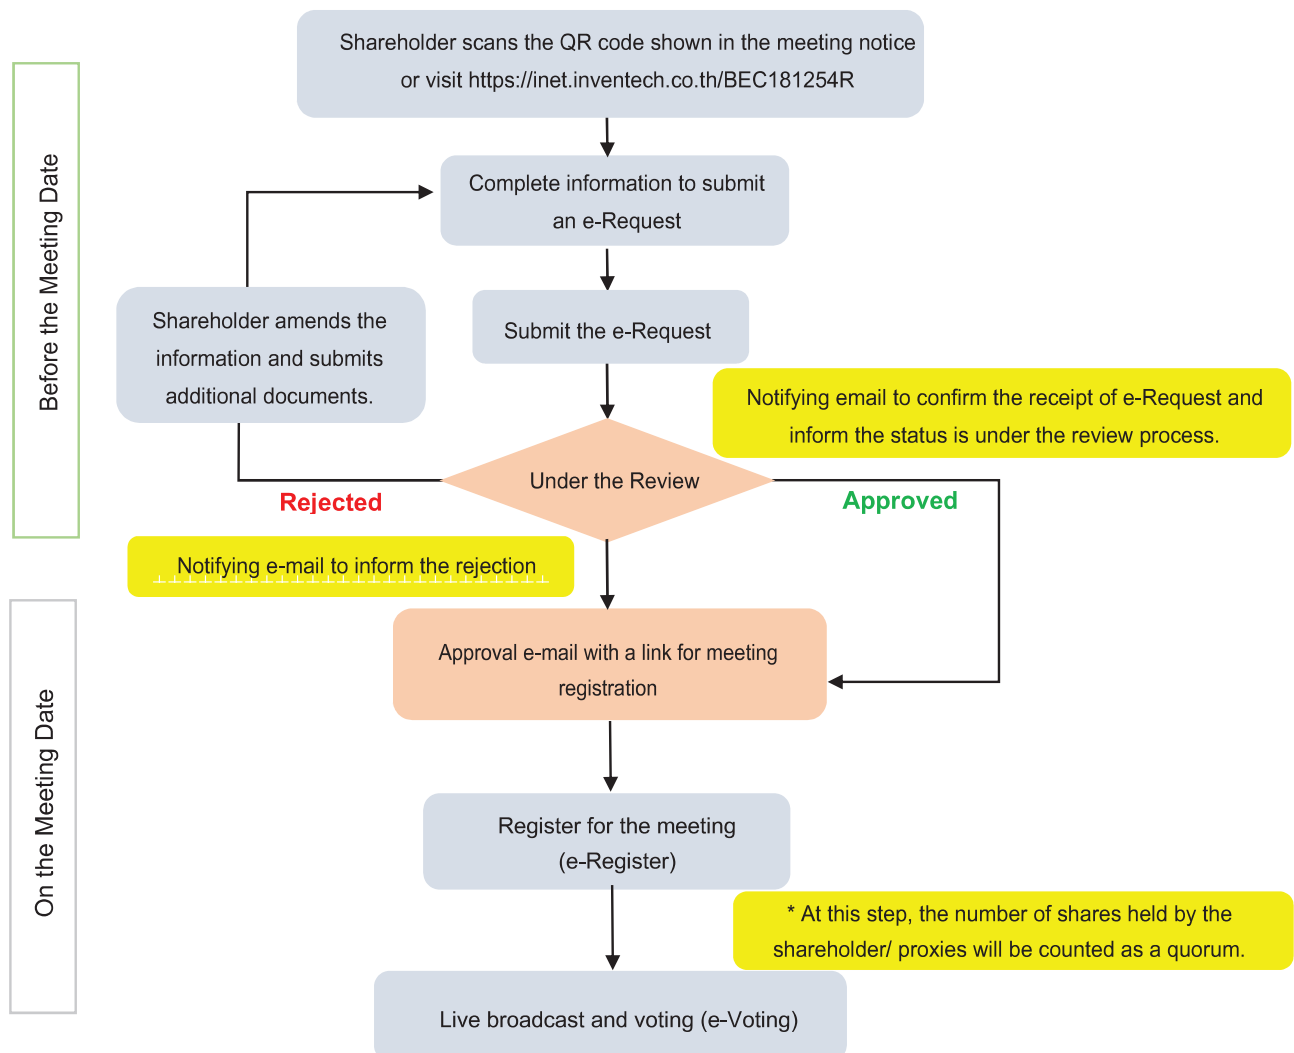 Shareholder scans the QR code shown in the meeting notice
or visit https://inet.inventech.co.th/BEC181254R
Before the Meeting Date
Complete information to submit
an e-Request
Shareholder amends the
information and submits
additional documents.
Submit the e-Request
Notifying email to confirm the receipt of e-Request and
inform the status is under the review process.
Under the Review
Rejected
Approved
Notifying e-mail to inform the rejection
On the Meeting Date
Approval e-mail with a link for meeting
registration
Register for the meeting
(e-Register)
* At this step, the number of shares held by the
shareholder/ proxies will be counted as a quorum.
Live broadcast and voting (e-Voting)